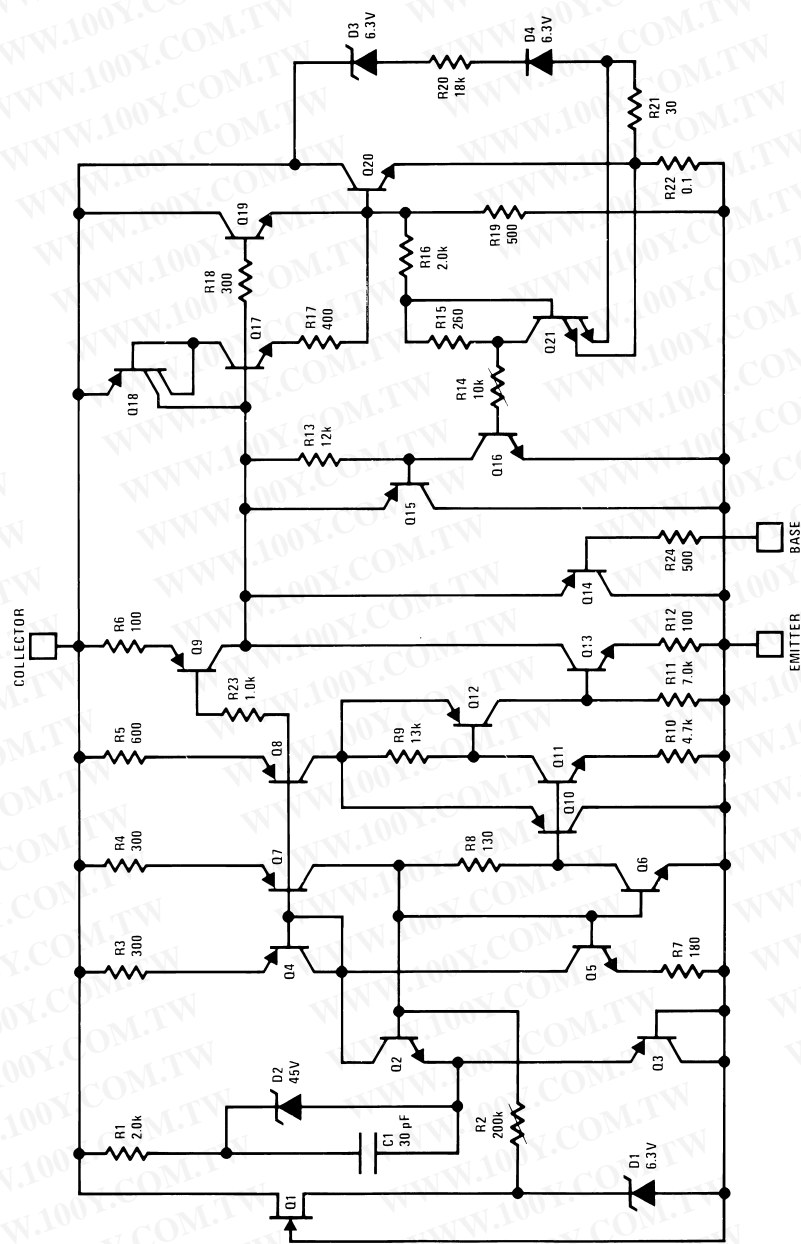 D3
6.3V
D4
6.3V
R20
18k
R21
30
Q20
R22
0.1
Q19
R18
300
R16
2.0k
R19
500
Q17
R17
400
Q18
R15
260
Q21
R14
10k
R13
12k
Q16
Q15
R24
500
BASE
Q14
COLLECTOR
R6
100
Q9
Q13
R12
100
EMITTER
R23
1.0k
Q12
R11
7.0k
R5
600
Q8
R9
13k
Q11
R10
4.7k
Q10
R4
300
Q7
R8
130
Q6
R3
300
Q4
Q5
R7
180
Q2
Q3
D2
45V
R1
2.0k
C1
30 pF
R2
200k
Q1
D1
6.3V
WWW.100Y.COM.TW